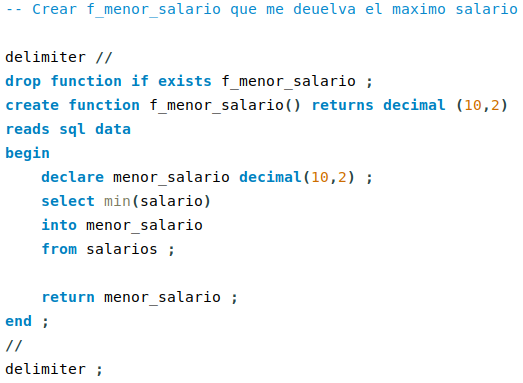 -- Crear f_menor_salario que me deuelva el maximo salario
delimiter //
drop function if exists f_menor_salario ;
create function f_menor_salario() returns decimal (10,2)
reads sql data
begin
    declare menor_salario decimal(10,2) ;
    select min(salario)
    into menor_salario
    from salarios ;
    return menor_salario ;
end ;
//
delimiter ;